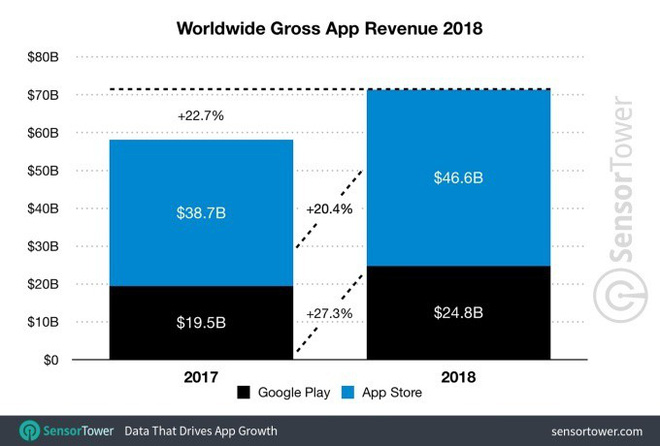 Worldwide Gross App Revenue 2018
$80B
$70B
$60B
$50B
$40B
$30B
$20B
$10B
$0
+22.7%
$38.7B
$19.5B
+20.4%
+27.3%
$46.6B
$24.8B
2017
2018
Google Play
App Store
SensorTower
SensorTower
Data That Drives App Growth
sensortower.com